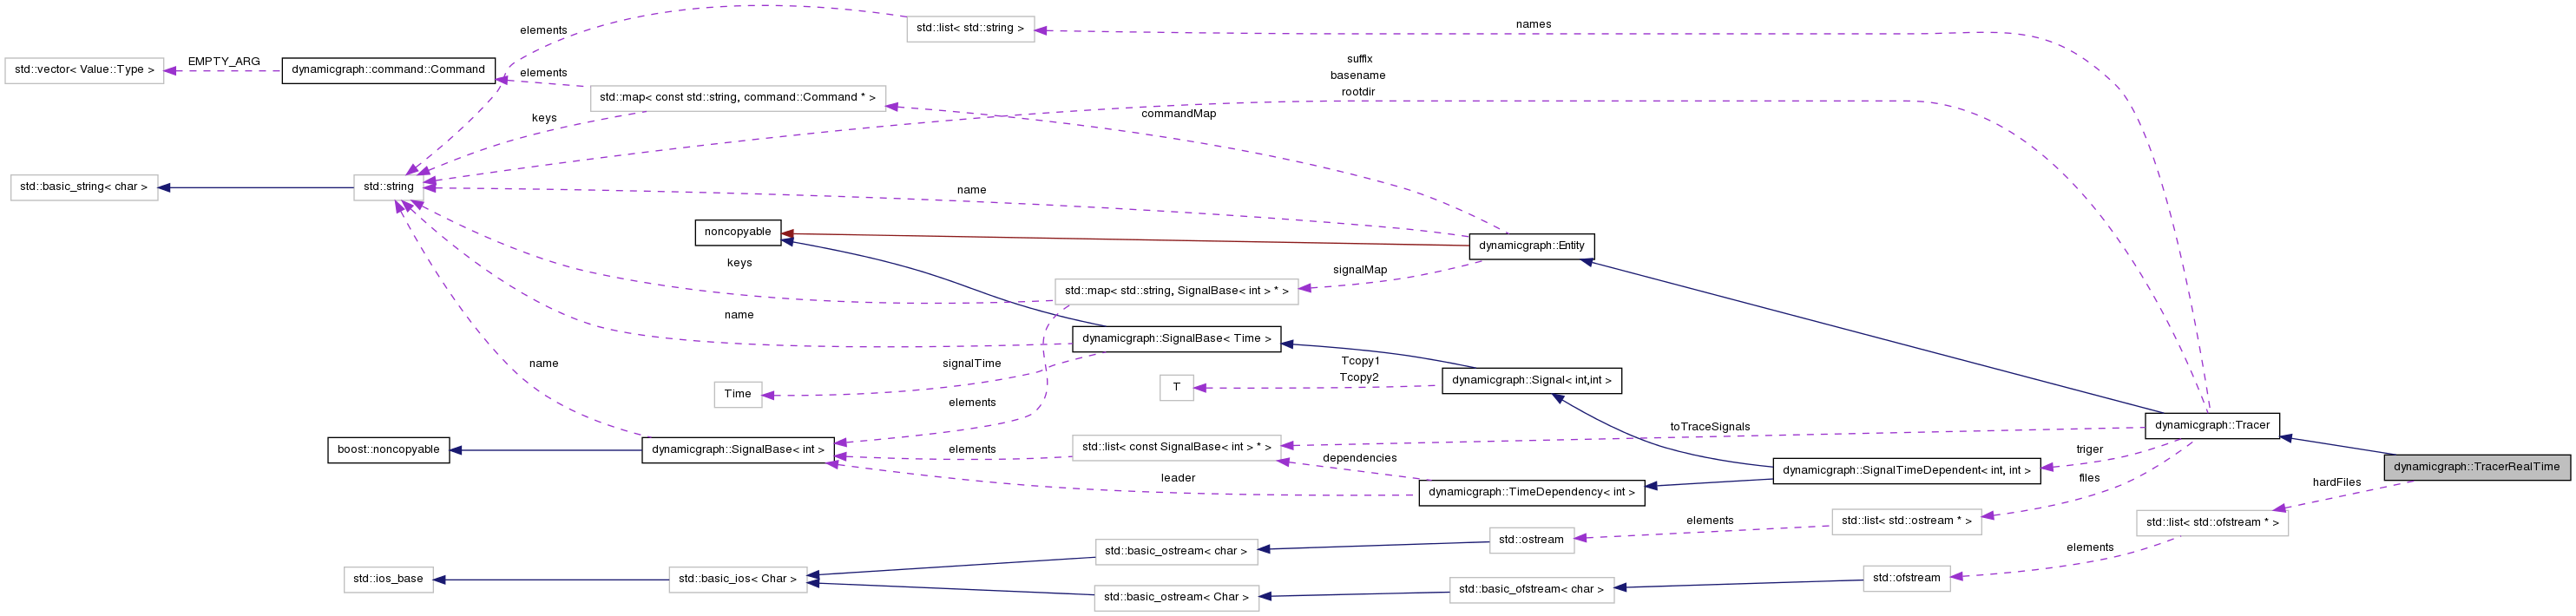 elements
std::list< std::string >
names
std::vector< Value::Type >
EMPTY_ARG
dynamicgraph::command::Command
elements
std::map< const std::string, command::Command * >
suffix
basename
rootdir
keys
commandMap
std::basic_string< char >
std::string
name
noncopyable
dynamicgraph::Entity
keys
signalMap
std::map< std::string, SignalBase< int > * >
name
dynamicgraph::SignalBase< Time >
name
signalTime
Tcopy1
Tcopy2
Time
T
dynamicgraph::Signal< int,int >
elements
toTraceSignals
dynamicgraph::Tracer
boost::noncopyable
dynamicgraph::SignalBase< int >
elements
std::list< const SignalBase< int > * >
dependencies
triger
dynamicgraph::SignalTimeDependent< int, int >
dynamicgraph::TracerRealTime
leader
dynamicgraph::TimeDependency< int >
files
hardFiles
elements
std::list< std::ostream * >
std::list< std::ofstream * >
std::ostream
std::basic_ostream< char >
elements
std::ios_base
std::basic_ios< Char >
std::ofstream
std::basic_ofstream< char >
std::basic_ostream< Char >